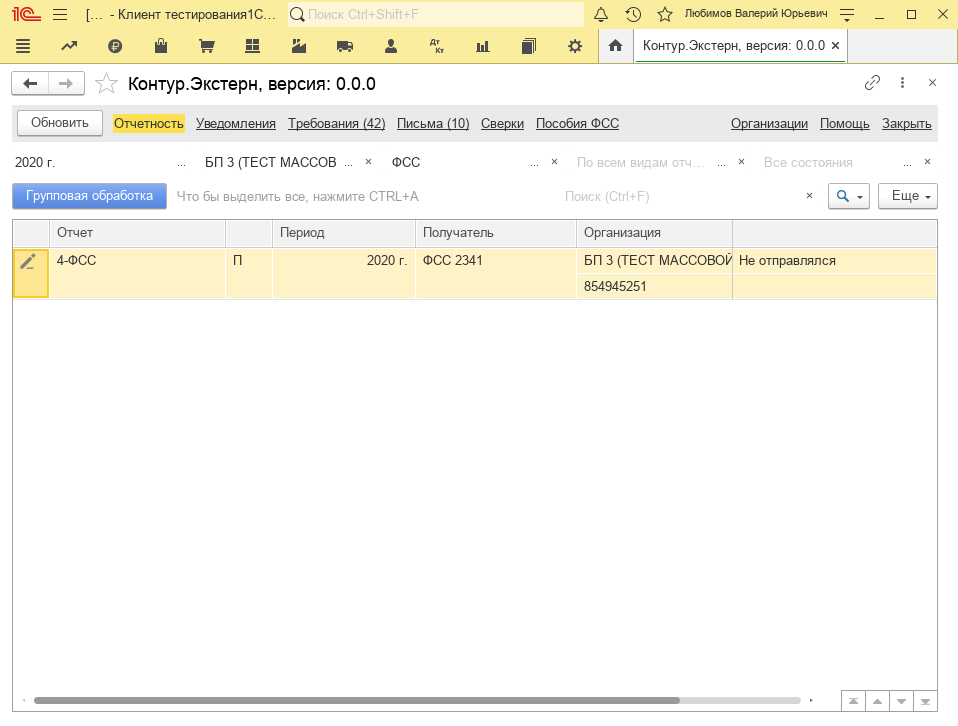 1С [... - Клиент тестирования1С... Поиск Ctrl+Shift+F Любимов Валерий Юрьевич
Дт Кт Контур.Экстерн, версия: 0.0.0 ×
Контур.Экстерн, версия: 0.0.0 ×
Обновить Отчетность Уведомления Требования (42) Письма (10) Сверки Пособия ФСС Организации Помощь Закрыть
2020 г. ... БП 3 (ТЕСТ МАССОВ ... × ФСС ... × По всем видам отч... ... × Все состояния ... ×
Групповая обработка Что бы выделить все, нажмите CTRL+A Поиск (Ctrl+F) × Еще
Отчет Период Получатель Организация
4-ФСС П 2020 г. ФСС 2341 БП 3 (ТЕСТ МАССОВОЙ Не отправлялся
854945251